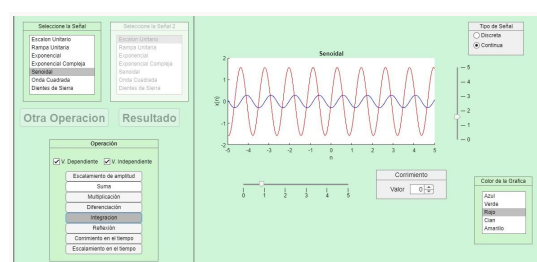 Seleccione la Señal
Escalon Unitario
Rampa Unitaria
Exponencial
Exponencial Compleja
Senoidal
Onda Cuadrada
Dientes de Sierra
Seleccione la Señal 2
Escalon Unitario
Rampa Unitaria
Exponencial
Exponencial Compleja
Senoidal
Onda Cuadrada
Dientes de Sierra
Otra Operacion
Resultado
Operación
V. Dependiente
V. Independiente
Escalamiento de amplitud
Suma
Multiplicación
Diferenciación
Integracion
Reflexión
Corrimiento en el tiempo
Escalamiento en el tiempo
Senoidal
x(n)
2
1
0
-1
-2
-5 -4 -3 -2 -1 0 1 2 3 4 5
n
0 1 2 3 4 5
Corrimiento
Valor 0
Tipo de Señal
Discreta
Continua
5
4
3
2
1
0
Color de la Grafica
Azul
Verde
Rojo
Cian
Amarillo